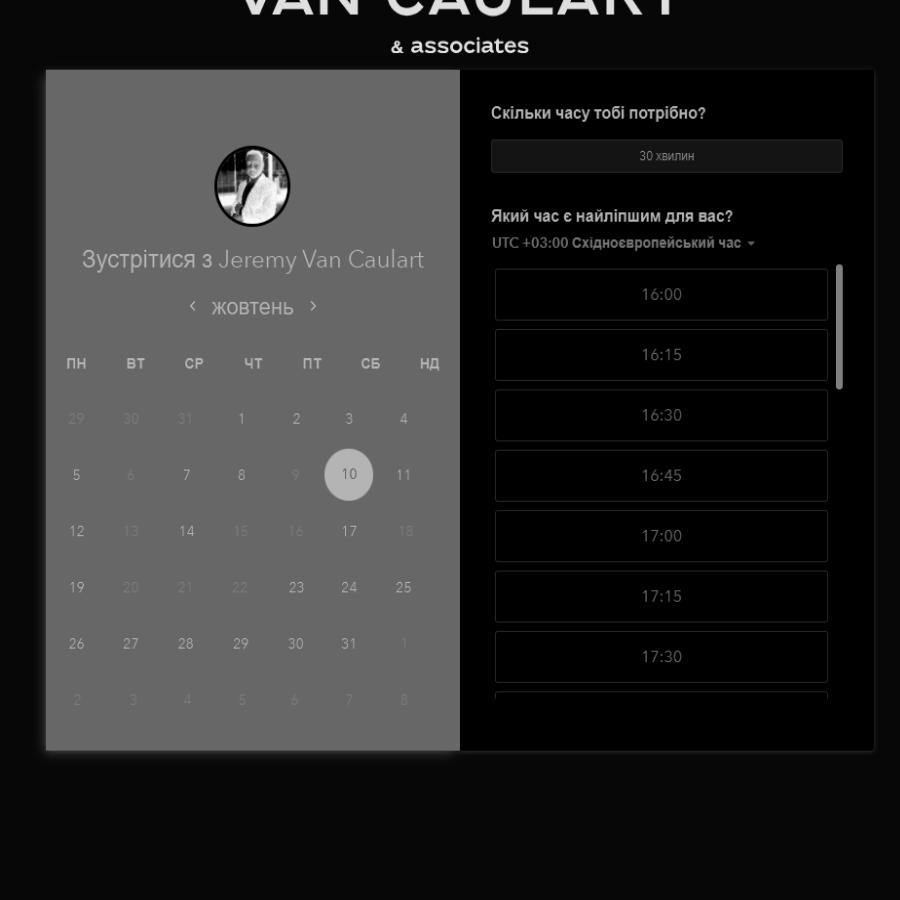 VAN CAULART
& associates
Зустрітися з Jeremy Van Caulart
жовтень
ПН ВТ СР ЧТ ПТ СБ НД
29 30 31 1 2 3 4
5 6 7 8 9 10 11
12 13 14 15 16 17 18
19 20 21 22 23 24 25
26 27 28 29 30 31 1
2 3 4 5 6 7 8
Скільки часу тобі потрібно?
30 хвилин
Який час є найліпшим для вас?
UTC +03:00 Східноєвропейський час
16:00
16:15
16:30
16:45
17:00
17:15
17:30